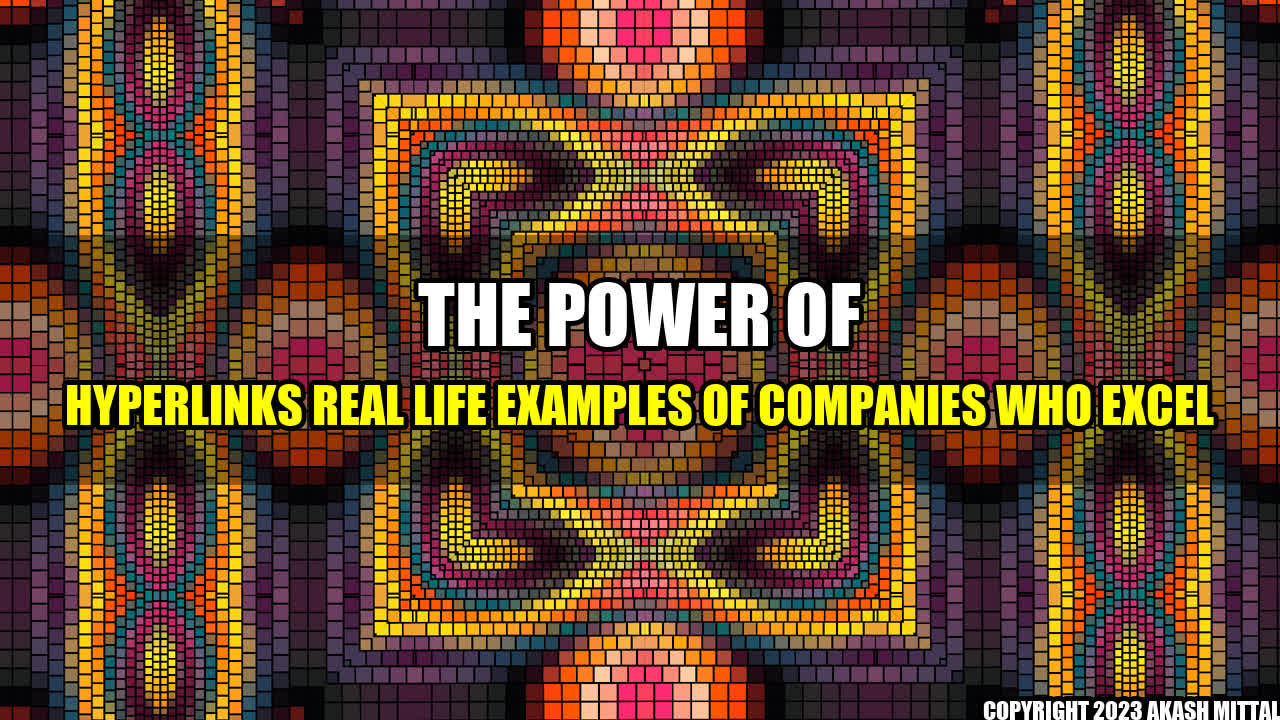 THE POWER OF
HYPERLINKS REAL LIFE EXAMPLES OF COMPANIES WHO EXCEL
COPYRIGHT 2023 AKASH MITTAL